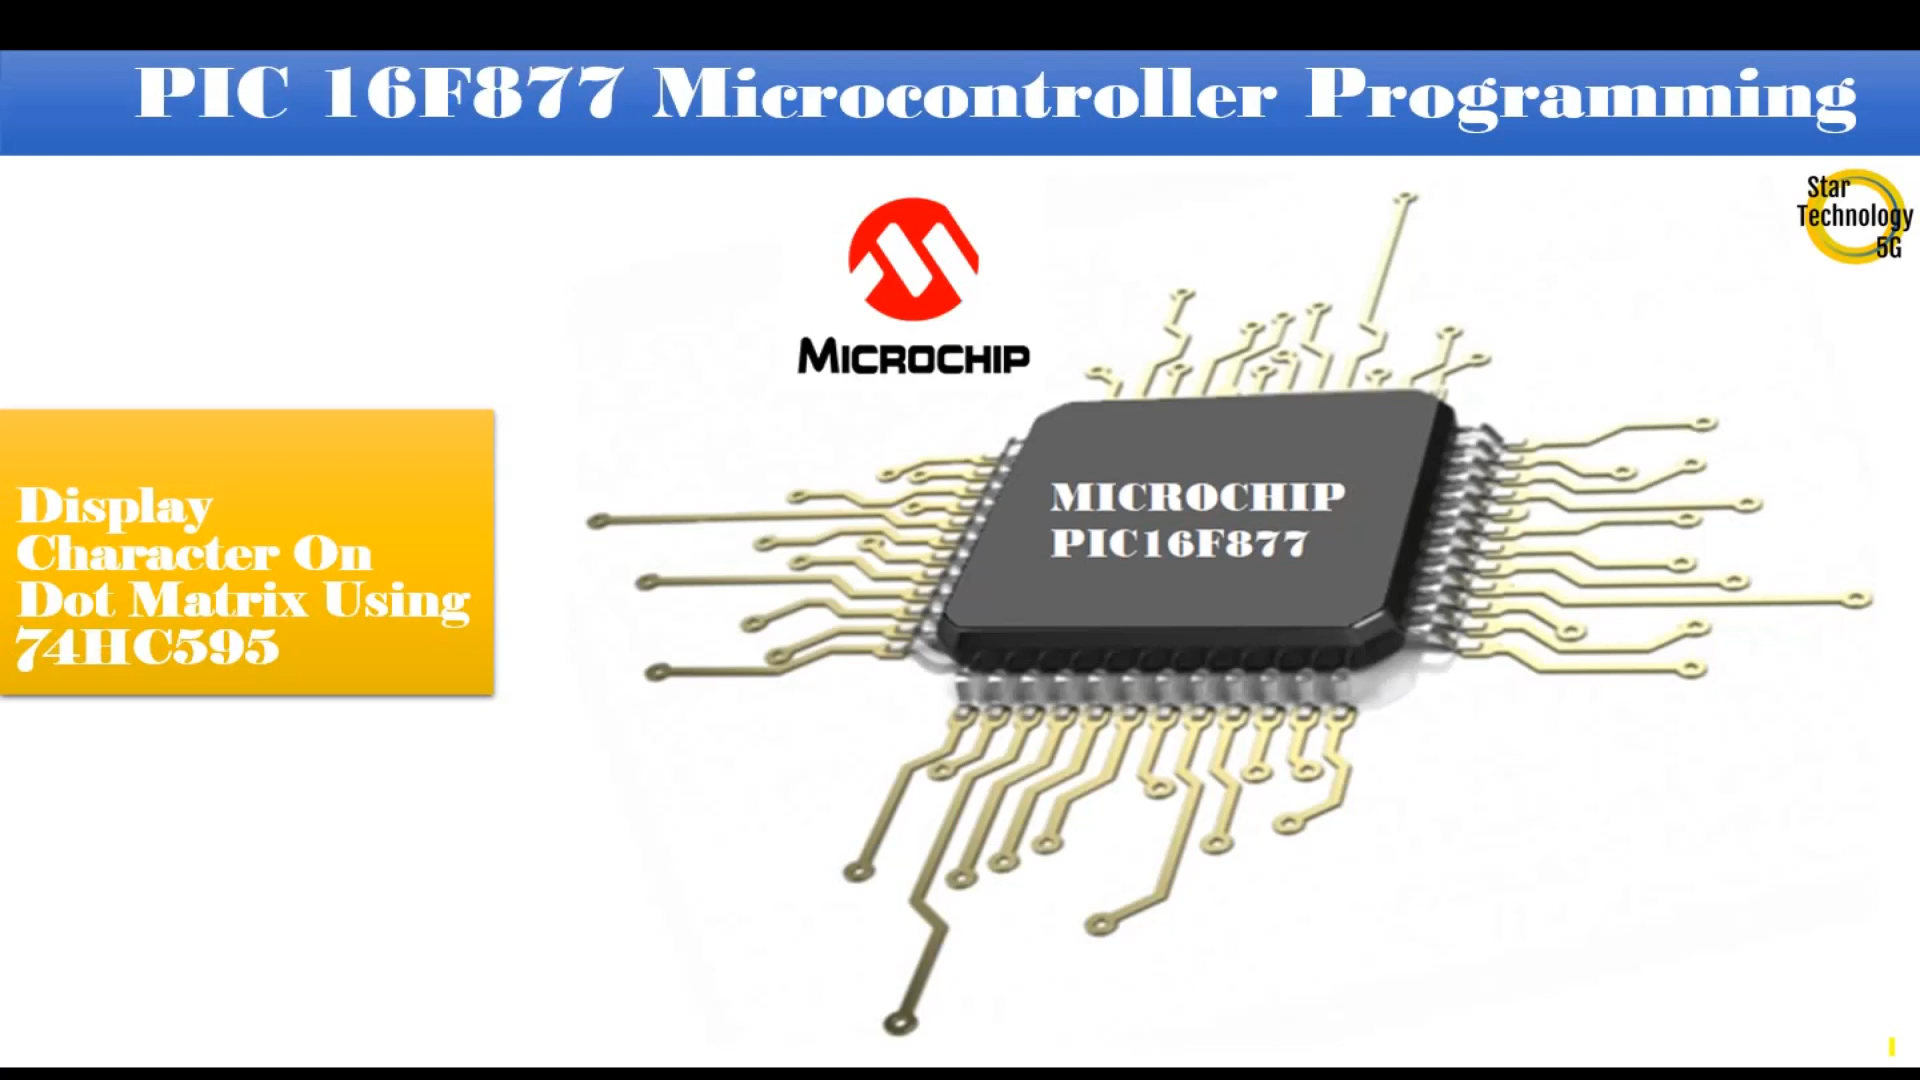 PIC 16F877 Microcontroller Programming
Star
Technology
5G
MICROCHIP
MICROCHIP
PIC16F877
Display
Character On
Dot Matrix Using
74HC595